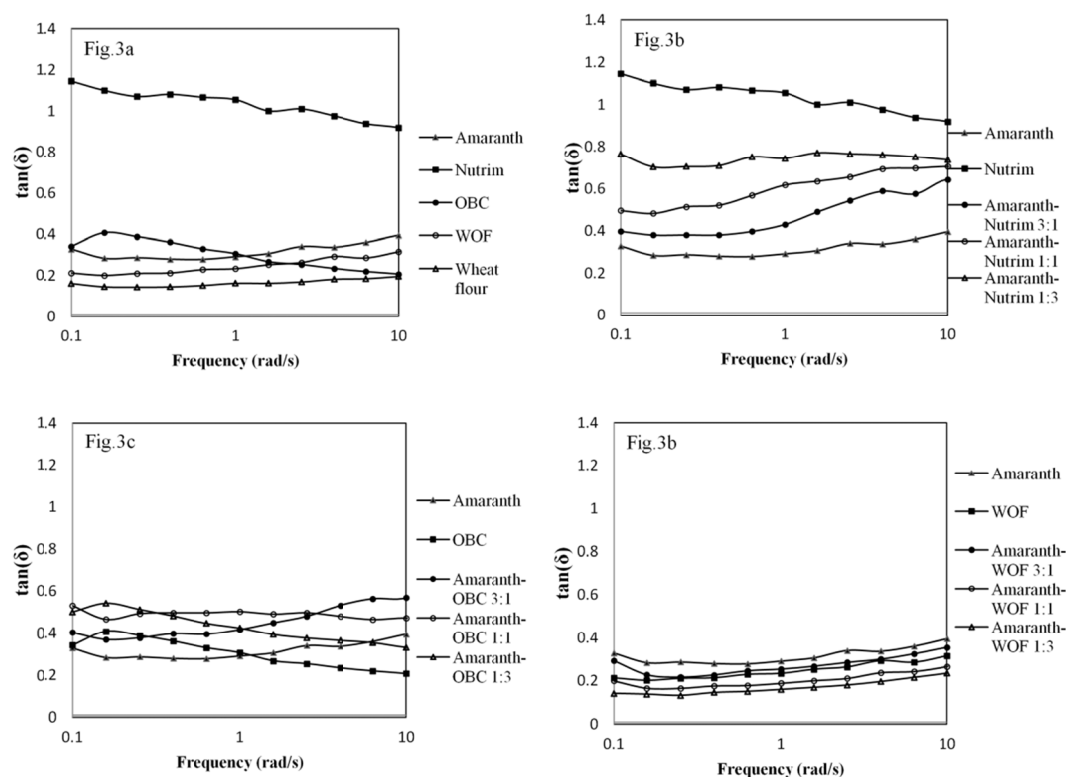 Fig.3a
tan(δ)
1.4
1.2
1
0.8
0.6
0.4
0.2
0
0.1
1
10
Frequency (rad/s)
Amaranth
Nutrim
OBC
WOF
Wheat
flour
Fig.3b
tan(δ)
1.4
1.2
1
0.8
0.6
0.4
0.2
0
0.1
1
10
Frequency (rad/s)
Amaranth
Nutrim
Amaranth-
Nutrim 3:1
Amaranth-
Nutrim 1:1
Amaranth-
Nutrim 1:3
Fig.3c
tan(δ)
1.4
1.2
1
0.8
0.6
0.4
0.2
0
0.1
1
10
Frequency (rad/s)
Amaranth
OBC
Amaranth-
OBC 3:1
Amaranth-
OBC 1:1
Amaranth-
OBC 1:3
Fig.3b
tan(δ)
1.4
1.2
1
0.8
0.6
0.4
0.2
0
0.1
1
10
Frequency (rad/s)
Amaranth
WOF
Amaranth-
WOF 3:1
Amaranth-
WOF 1:1
Amaranth-
WOF 1:3